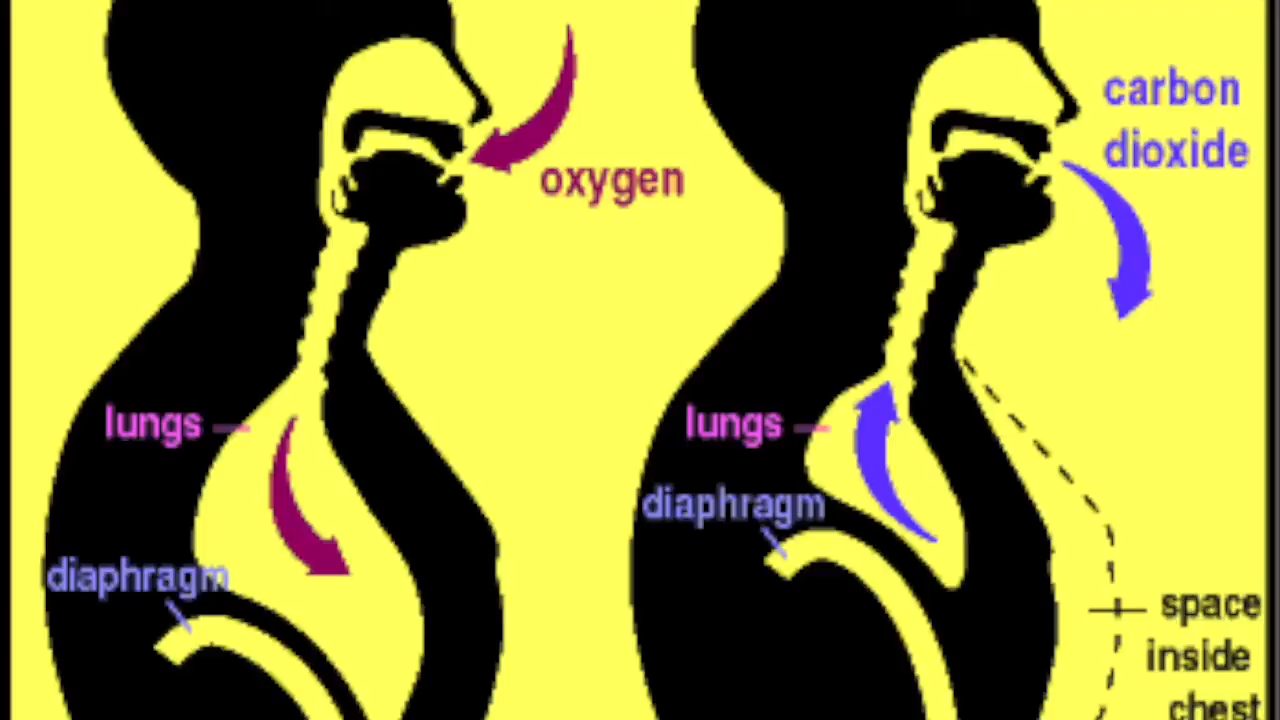 oxygen
lungs
diaphragm
carbon
dioxide
lungs
diaphragm
space
inside
chest